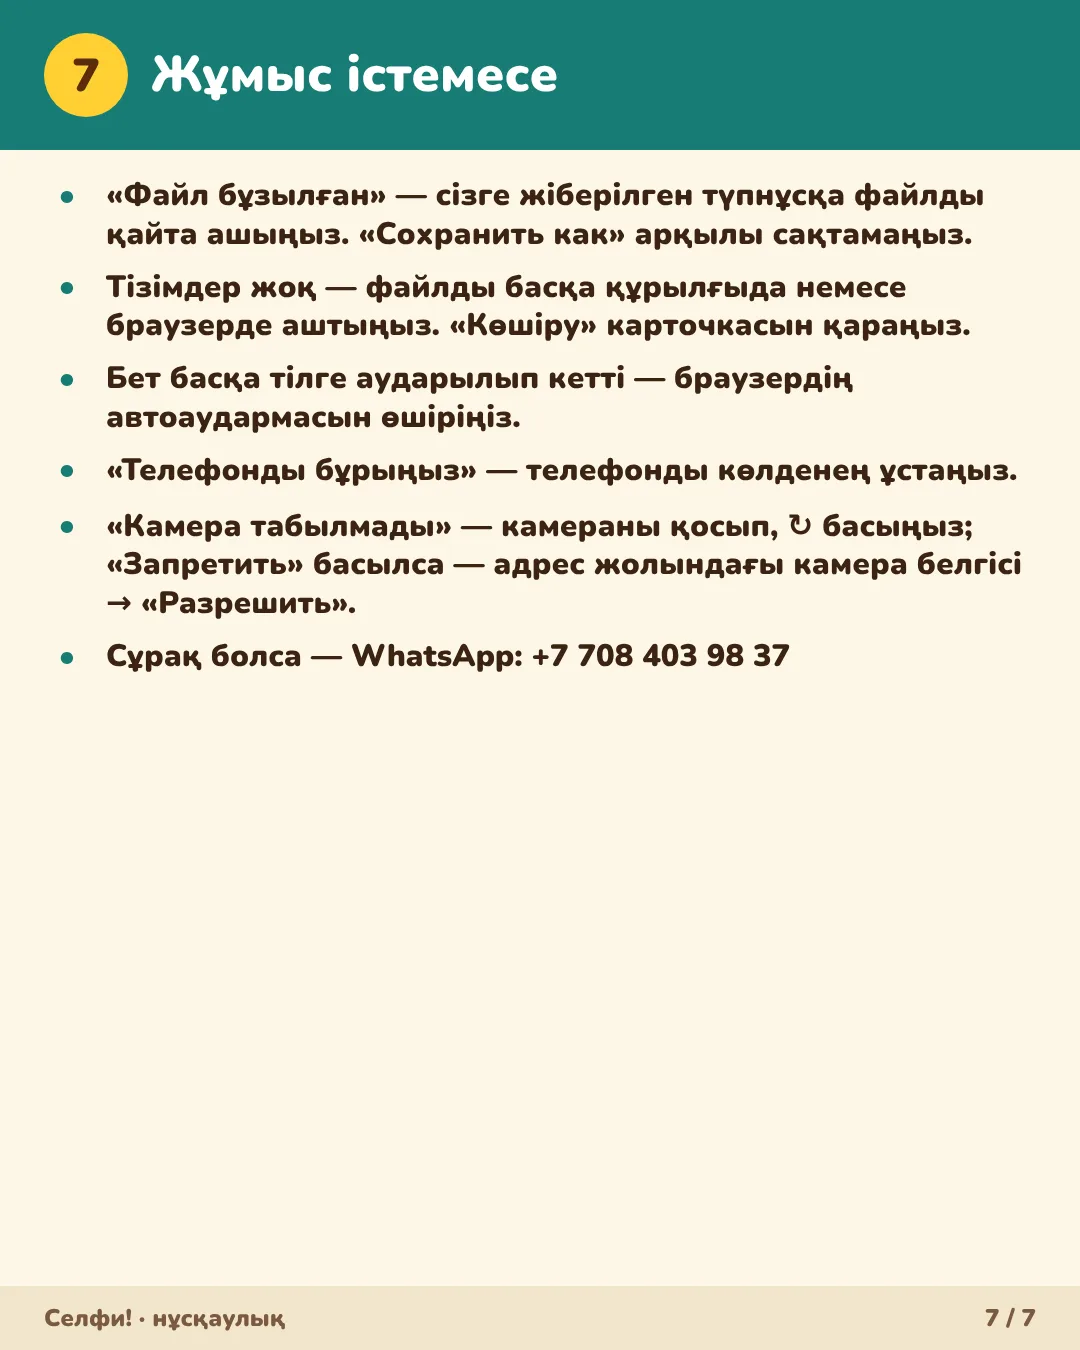 7 Жұмыс істемесе
• «Файл бұзылған» — сізге жіберілген түпнұсқа файлды
қайта ашыңыз. «Сохранить как» арқылы сақтамаңыз.
• Тізімдер жоқ — файлды басқа құрылғыда немесе
браузерде аштыңыз. «Көшіру» карточкасын қараңыз.
• Бет басқа тілге аударылып кетті — браузердің
автоаудармасын өшіріңіз.
• «Телефонды бұрыңыз» — телефонды көлденең ұстаңыз.
• «Камера табылмады» — камераны қосып, ↻ басыңыз;
«Запретить» басылса — адрес жолындағы камера белгісі
→ «Разрешить».
• Сұрақ болса — WhatsApp: +7 708 403 98 37
Селфи! · нұсқаулық
7 / 7